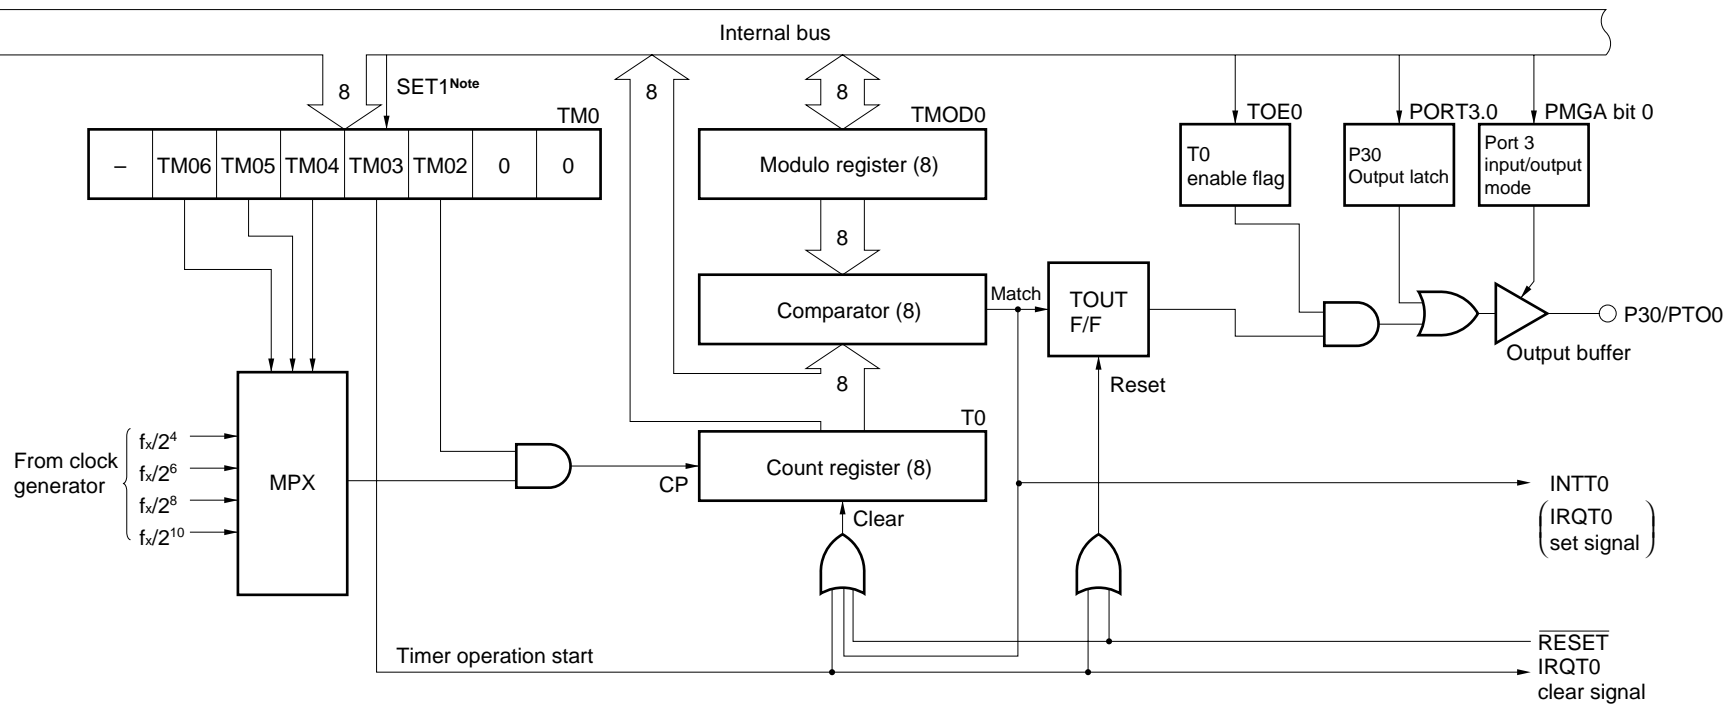 Internal bus
8
SET1Note
8
8
TM0
TMOD0
TOE0
PORT3.0
PMGA bit 0
–
TM06
TM05
TM04
TM03
TM02
0
0
Modulo register (8)
T0
enable flag
P30
Output latch
Port 3
input/output
mode
8
Comparator (8)
Match
TOUT
F/F
P30/PTO0
Output buffer
8
Reset
T0
From clock
generator
fx/2⁴
fx/2⁶
fx/2⁸
fx/2¹⁰
MPX
CP
Count register (8)
Clear
INTT0
(IRQT0
set signal)
Timer operation start
RESET
IRQT0
clear signal